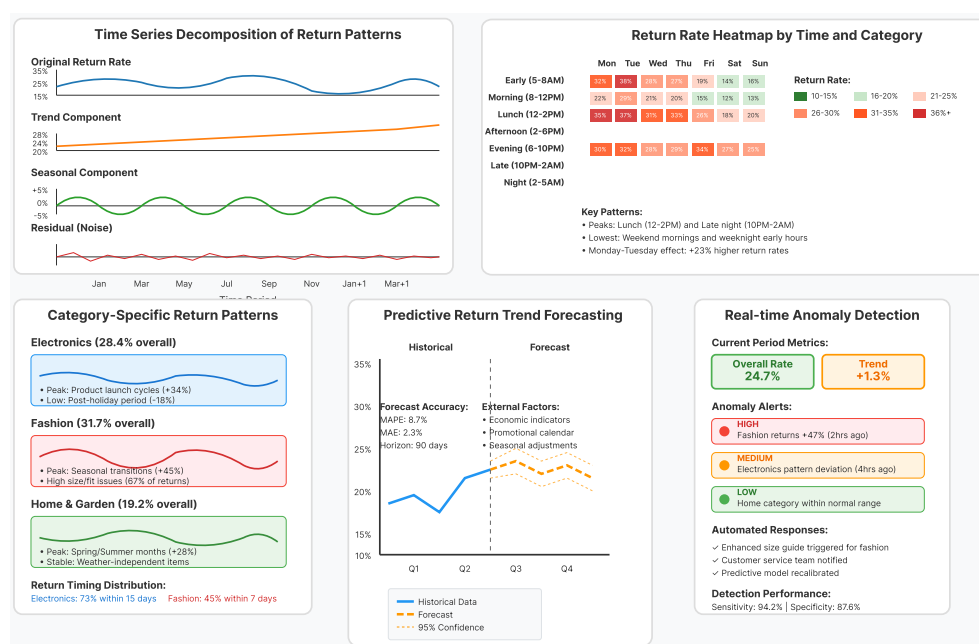 Time Series Decomposition of Return Patterns
Original Return Rate
35%
25%
15%
Trend Component
28%
24%
20%
Seasonal Component
+5%
0%
-5%
Residual (Noise)
Jan Mar May Jul Sep Nov Jan+1 Mar+1
Time Period
Return Rate Heatmap by Time and Category
Mon Tue Wed Thu Fri Sat Sun
Early (5-8AM) 32% 38% 28% 27% 19% 14% 16%
Morning (8-12PM) 22% 29% 21% 20% 15% 12% 13%
Lunch (12-2PM) 35% 37% 31% 33% 26% 18% 20%
Afternoon (2-6PM)
Evening (6-10PM) 30% 32% 28% 29% 34% 27% 25%
Late (10PM-2AM)
Night (2-5AM)
Return Rate:
10-15% 16-20% 21-25%
26-30% 31-35% 36%+
Key Patterns:
• Peaks: Lunch (12-2PM) and Late night (10PM-2AM)
• Lowest: Weekend mornings and weeknight early hours
• Monday-Tuesday effect: +23% higher return rates
Category-Specific Return Patterns
Electronics (28.4% overall)
• Peak: Product launch cycles (+34%)
• Low: Post-holiday period (-18%)
Fashion (31.7% overall)
• Peak: Seasonal transitions (+45%)
• High size/fit issues (67% of returns)
Home & Garden (19.2% overall)
• Peak: Spring/Summer months (+28%)
• Stable: Weather-independent items
Return Timing Distribution:
Electronics: 73% within 15 days Fashion: 45% within 7 days
Predictive Return Trend Forecasting
Historical Forecast
35%
30%
25%
20%
15%
10%
Forecast Accuracy:
MAPE: 8.7%
MAE: 2.3%
Horizon: 90 days
External Factors:
• Economic indicators
• Promotional calendar
• Seasonal adjustments
Q1 Q2 Q3 Q4
Historical Data
Forecast
95% Confidence
Real-time Anomaly Detection
Current Period Metrics:
Overall Rate
24.7%
Trend
+1.3%
Anomaly Alerts:
HIGH
Fashion returns +47% (2hrs ago)
MEDIUM
Electronics pattern deviation (4hrs ago)
LOW
Home category within normal range
Automated Responses:
✓ Enhanced size guide triggered for fashion
✓ Customer service team notified
✓ Predictive model recalibrated
Detection Performance:
Sensitivity: 94.2% | Specificity: 87.6%